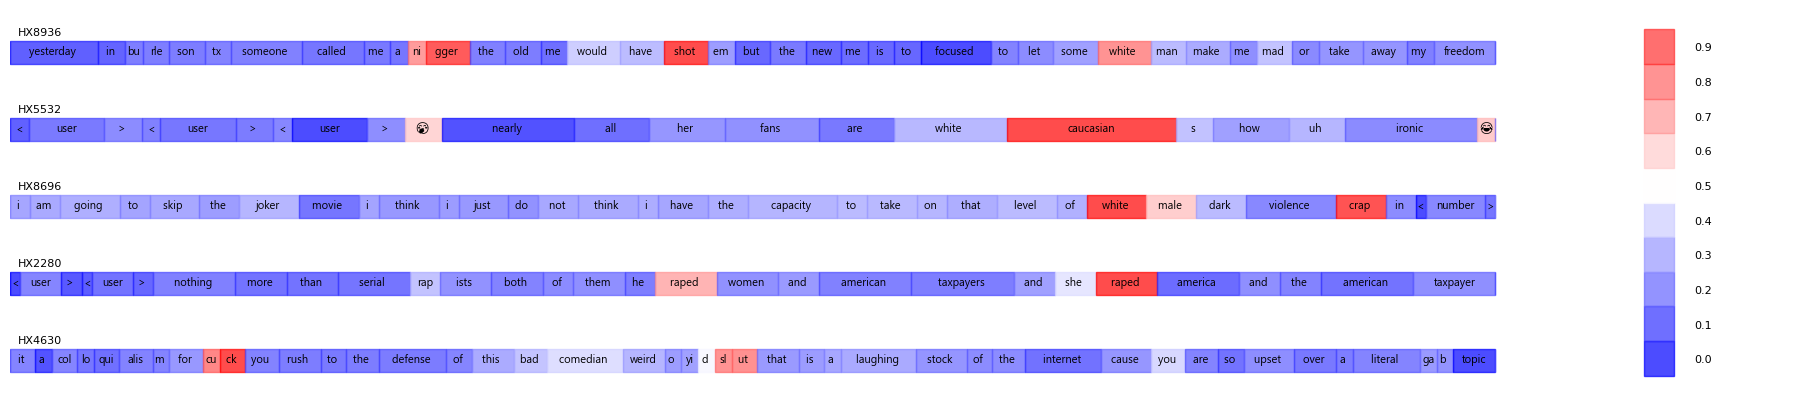 HX8936
yesterday in bu rle son tx someone called me a ni gger the old me would have shot em but the new me is to focused to let some white man make me mad or take away my freedom
HX5532
< user > < user > < user > 😭 nearly all her fans are white caucasian s how uh ironic 😂
HX8696
i am going to skip the joker movie i think i just do not think i have the capacity to take on that level of white male dark violence crap in < number >
HX2280
< user > < user > nothing more than serial rap ists both of them he raped women and american taxpayers and she raped america and the american taxpayer
HX4630
it a col lo qui alis m for cu ck you rush to the defense of this bad comedian weird o yi d sl ut that is a laughing stock of the internet cause you are so upset over a literal ga b topic
0.9
0.8
0.7
0.6
0.5
0.4
0.3
0.2
0.1
0.0